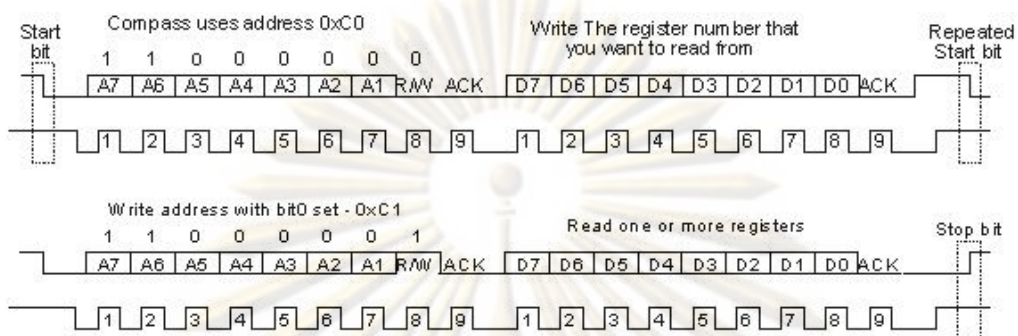 Compass uses address 0xC0
Write The register number that
you want to read from
Start
bit
Repeated
Start bit
1 1 0 0 0 0 0 0
A7 A6 A5 A4 A3 A2 A1 R/W ACK D7 D6 D5 D4 D3 D2 D1 D0 ACK
1 2 3 4 5 6 7 8 9 1 2 3 4 5 6 7 8 9
Write address with bit0 set - 0xC1
Read one or more registers
Stop bit
1 1 0 0 0 0 0 1
A7 A6 A5 A4 A3 A2 A1 R/W ACK D7 D6 D5 D4 D3 D2 D1 D0 ACK
1 2 3 4 5 6 7 8 9 1 2 3 4 5 6 7 8 9